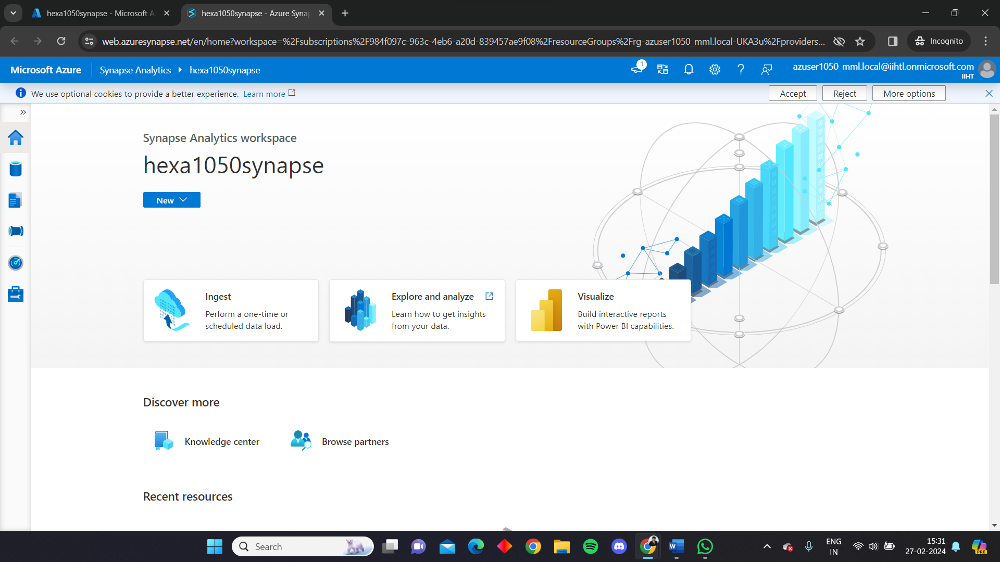 hexa1050synapse - Microsoft A
hexa1050synapse - Azure Syna
web.azuresynapse.net/en/home?workspace=%2Fsubscriptions%2F984f097c-963c-4eb6-a20d-839457ae9f08%2FresourceGroups%2Frg-azuser1050_mml.local-UKA3u%2Fproviders...
Incognito
Microsoft Azure
Synapse Analytics
hexa1050synapse
1
azuser1050_mml.local@iihtl.onmicrosoft.com
IIHT
We use optional cookies to provide a better experience. Learn more
Accept
Reject
More options
Synapse Analytics workspace
hexa1050synapse
New
Ingest
Perform a one-time or
scheduled data load.
Explore and analyze
Learn how to get insights
from your data.
Visualize
Build interactive reports
with Power BI capabilities.
Discover more
Knowledge center
Browse partners
Recent resources
Search
ENG
IN
15:31
27-02-2024
PRE